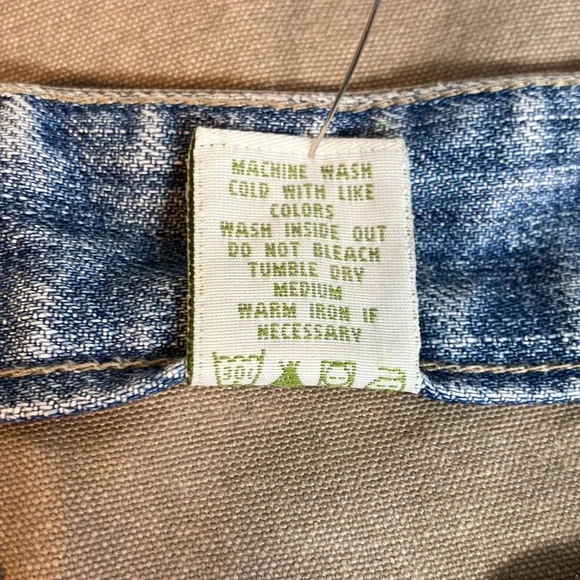 MACHINE WASH
COLD WITH LIKE
COLORS
WASH INSIDE OUT
DO NOT BLEACH
TUMBLE DRY
MEDIUM
WARM IRON IF
NECESSARY